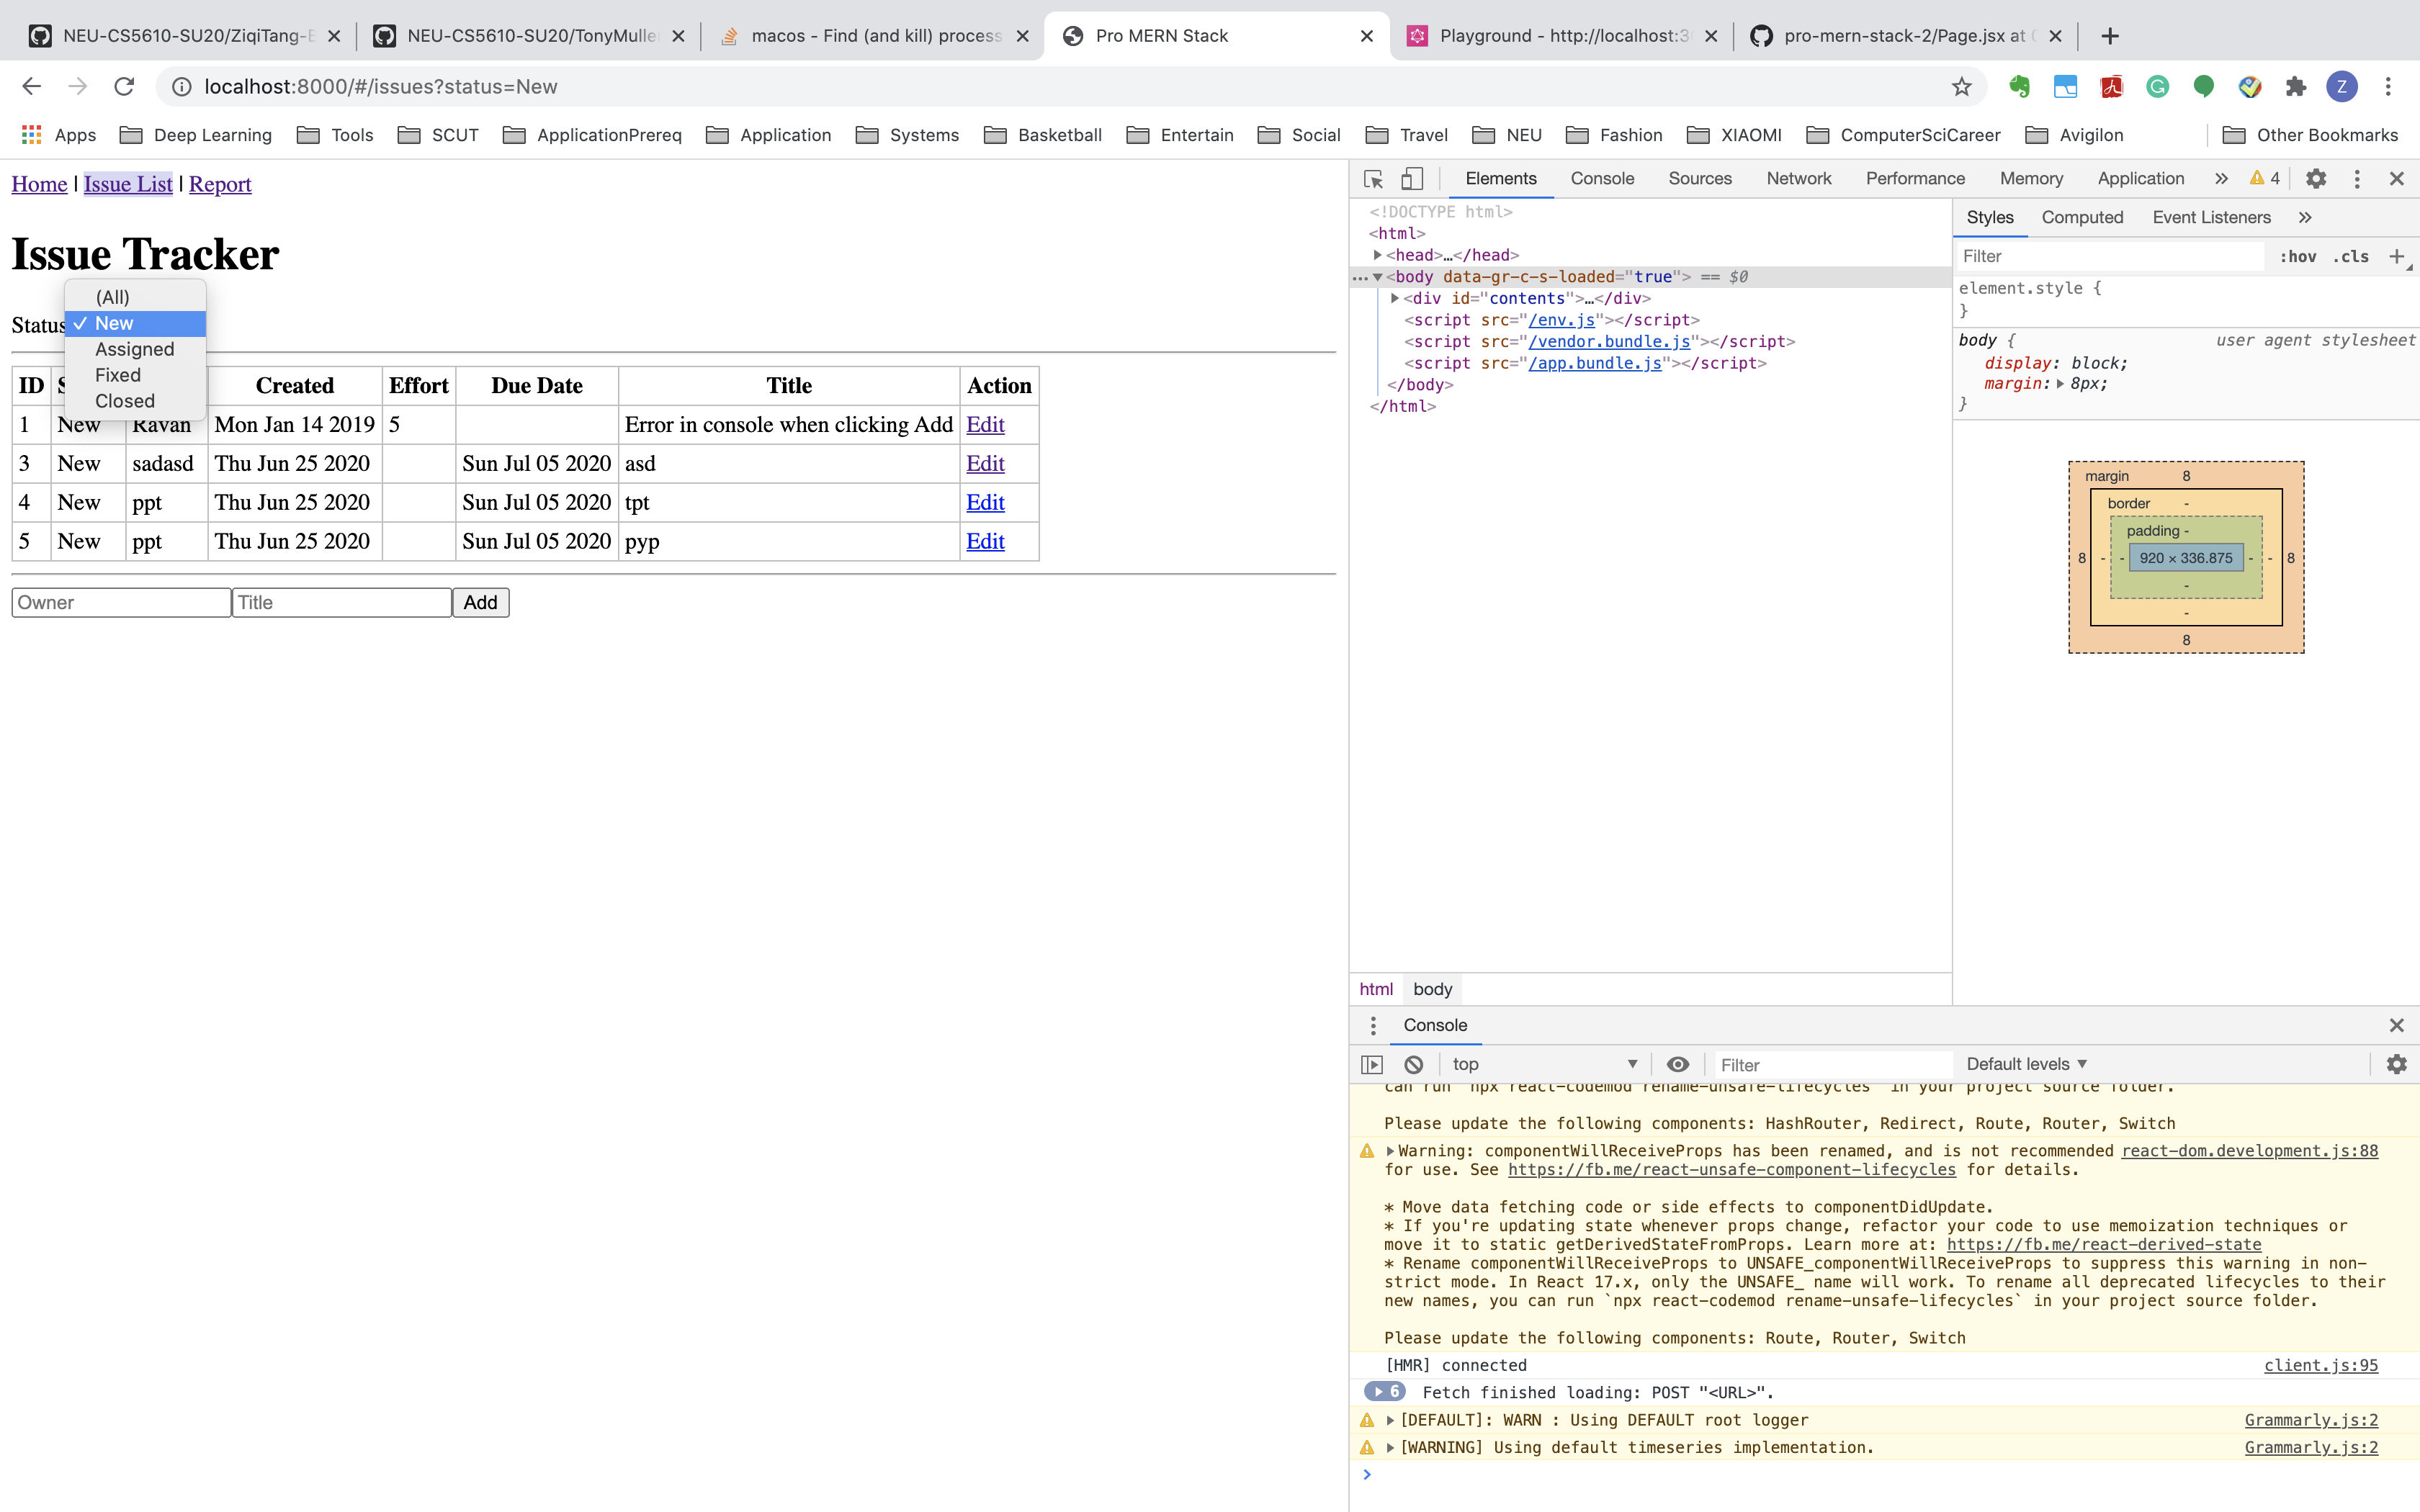 NEU-CS5610-SU20/ZiqiTang-
NEU-CS5610-SU20/TonyMulle
macos - Find (and kill) process
Pro MERN Stack
Playground - http://localhost:3
pro-mern-stack-2/Page.jsx at
localhost:8000/#/issues?status=New
Z
Apps Deep Learning Tools SCUT ApplicationPrereq Application Systems Basketball Entertain Social Travel NEU Fashion XIAOMI ComputerSciCareer Avigilon Other Bookmarks
Home | Issue List | Report
Issue Tracker
Status
(All)
✓ New
Assigned
Fixed
Closed
ID S Created Effort Due Date Title Action
1 New Ravan Mon Jan 14 2019 5 Error in console when clicking Add Edit
3 New sadasd Thu Jun 25 2020 Sun Jul 05 2020 asd Edit
4 New ppt Thu Jun 25 2020 Sun Jul 05 2020 tpt Edit
5 New ppt Thu Jun 25 2020 Sun Jul 05 2020 pyp Edit
Owner Title Add
Elements Console Sources Network Performance Memory Application » 4
<!DOCTYPE html>
<html>
<head>…</head>
<body data-gr-c-s-loaded="true"> == $0
<div id="contents">…</div>
<script src="/env.js"></script>
<script src="/vendor.bundle.js"></script>
<script src="/app.bundle.js"></script>
</body>
</html>
html body
Styles Computed Event Listeners »
Filter :hov .cls +
element.style {
}
body { user agent stylesheet
display: block;
margin: 8px;
}
margin 8
border -
padding -
8 - - 920 × 336.875 - - 8
-
-
8
Console
top Filter Default levels
can run `npx react-codemod rename-unsafe-lifecycles` in your project source folder.
Please update the following components: HashRouter, Redirect, Route, Router, Switch
Warning: componentWillReceiveProps has been renamed, and is not recommended react-dom.development.js:88
for use. See https://fb.me/react-unsafe-component-lifecycles for details.
* Move data fetching code or side effects to componentDidUpdate.
* If you're updating state whenever props change, refactor your code to use memoization techniques or
move it to static getDerivedStateFromProps. Learn more at: https://fb.me/react-derived-state
* Rename componentWillReceiveProps to UNSAFE_componentWillReceiveProps to suppress this warning in non-
strict mode. In React 17.x, only the UNSAFE_ name will work. To rename all deprecated lifecycles to their
new names, you can run `npx react-codemod rename-unsafe-lifecycles` in your project source folder.
Please update the following components: Route, Router, Switch
[HMR] connected client.js:95
6 Fetch finished loading: POST "<URL>".
[DEFAULT]: WARN : Using DEFAULT root logger Grammarly.js:2
[WARNING] Using default timeseries implementation. Grammarly.js:2